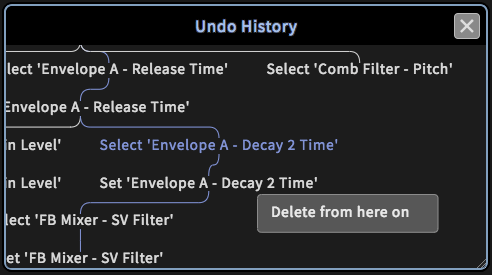 Undo History
lect 'Envelope A - Release Time' Select 'Comb Filter - Pitch'
Envelope A - Release Time'
in Level' Select 'Envelope A - Decay 2 Time'
in Level' Set 'Envelope A - Decay 2 Time'
lect 'FB Mixer - SV Filter'
Delete from here on
et 'FB Mixer - SV Filter'